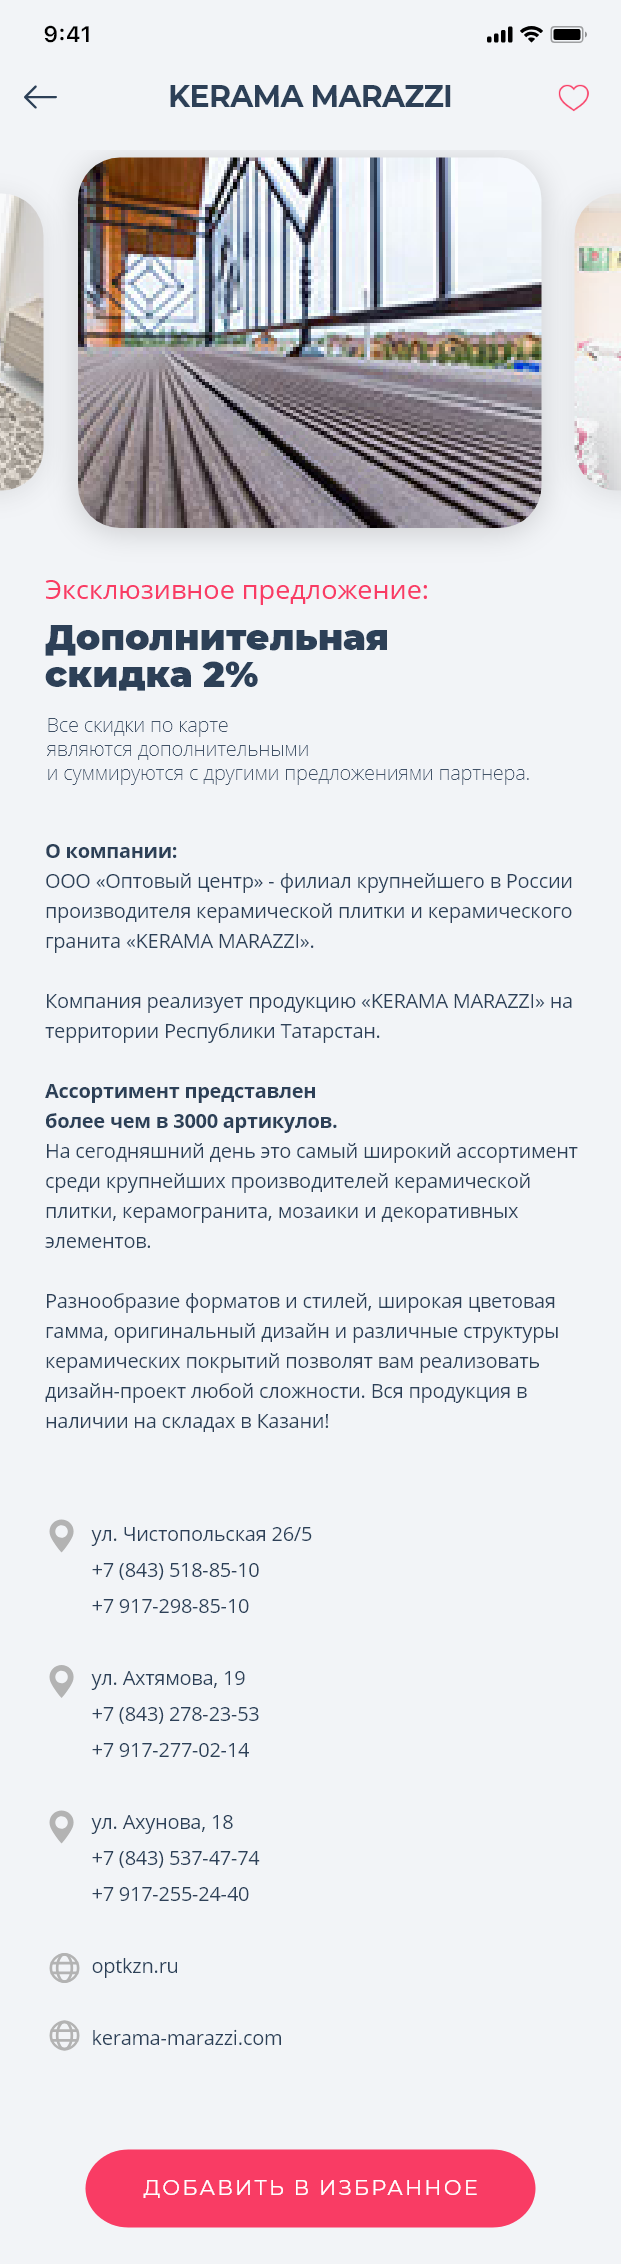 9:41
KERAMA MARAZZI
Эксклюзивное предложение:
Дополнительная
скидка 2%
Все скидки по карте
являются дополнительными
и суммируются с другими предложениями партнера.
О компании:
ООО «Оптовый центр» - филиал крупнейшего в России
производителя керамической плитки и керамического
гранита «KERAMA MARAZZI».
Компания реализует продукцию «KERAMA MARAZZI» на
территории Республики Татарстан.
Ассортимент представлен
более чем в 3000 артикулов.
На сегодняшний день это самый широкий ассортимент
среди крупнейших производителей керамической
плитки, керамогранита, мозаики и декоративных
элементов.
Разнообразие форматов и стилей, широкая цветовая
гамма, оригинальный дизайн и различные структуры
керамических покрытий позволят вам реализовать
дизайн-проект любой сложности. Вся продукция в
наличии на складах в Казани!
ул. Чистопольская 26/5
+7 (843) 518-85-10
+7 917-298-85-10
ул. Ахтямова, 19
+7 (843) 278-23-53
+7 917-277-02-14
ул. Ахунова, 18
+7 (843) 537-47-74
+7 917-255-24-40
optkzn.ru
kerama-marazzi.com
ДОБАВИТЬ В ИЗБРАННОЕ